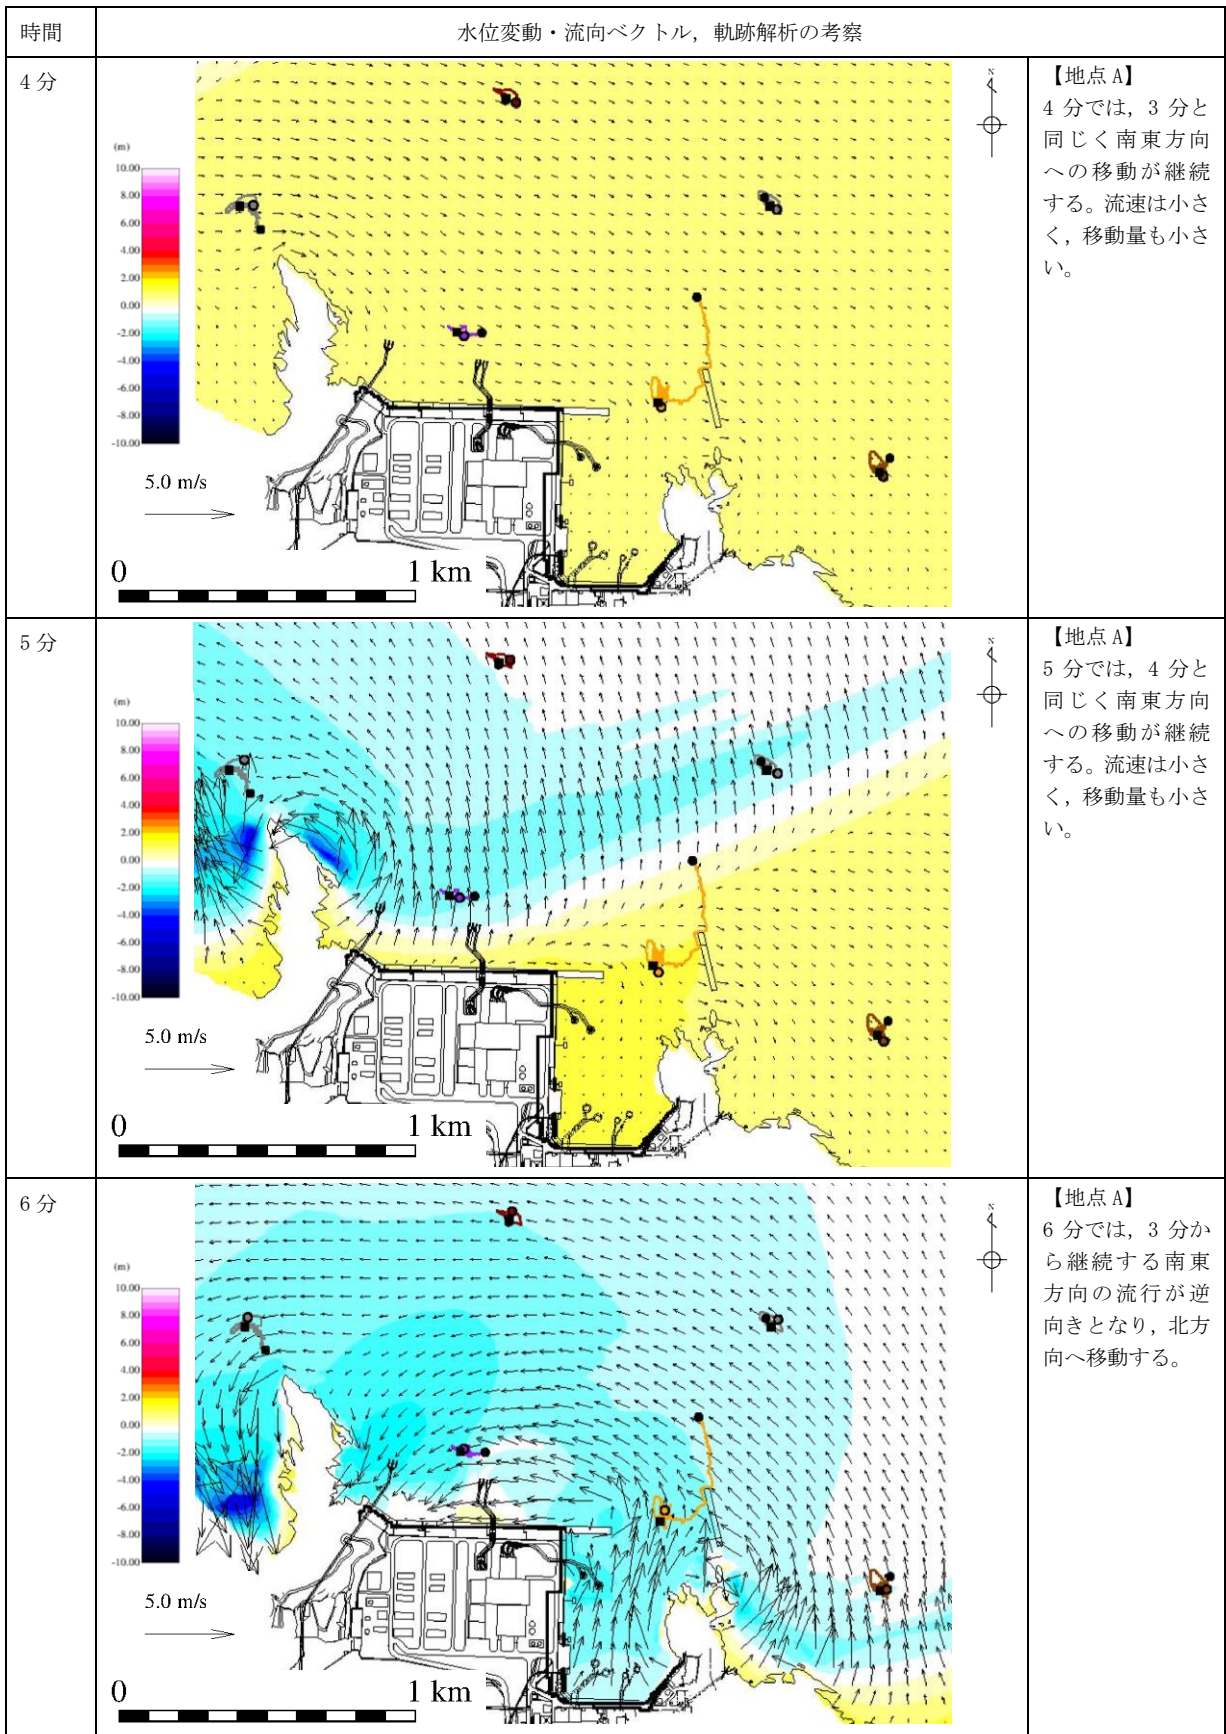 時間
水位変動・流向ベクトル，軌跡解析の考察
4分
(m)
10.00
8.00
6.00
4.00
2.00
0.00
-2.00
-4.00
-6.00
-8.00
-10.00
5.0 m/s
0
1 km
N
【地点 A】
4 分では，3 分と
同じく南東方向
への移動が継続
する。流速は小さ
く，移動量も小さ
い。
5分
(m)
10.00
8.00
6.00
4.00
2.00
0.00
-2.00
-4.00
-6.00
-8.00
-10.00
5.0 m/s
0
1 km
N
【地点 A】
5 分では，4 分と
同じく南東方向
への移動が継続
する。流速は小さ
く，移動量も小さ
い。
6分
(m)
10.00
8.00
6.00
4.00
2.00
0.00
-2.00
-4.00
-6.00
-8.00
-10.00
5.0 m/s
0
1 km
N
【地点 A】
6 分では，3 分か
ら継続する南東
方向の流行が逆
向きとなり，北方
向へ移動する。